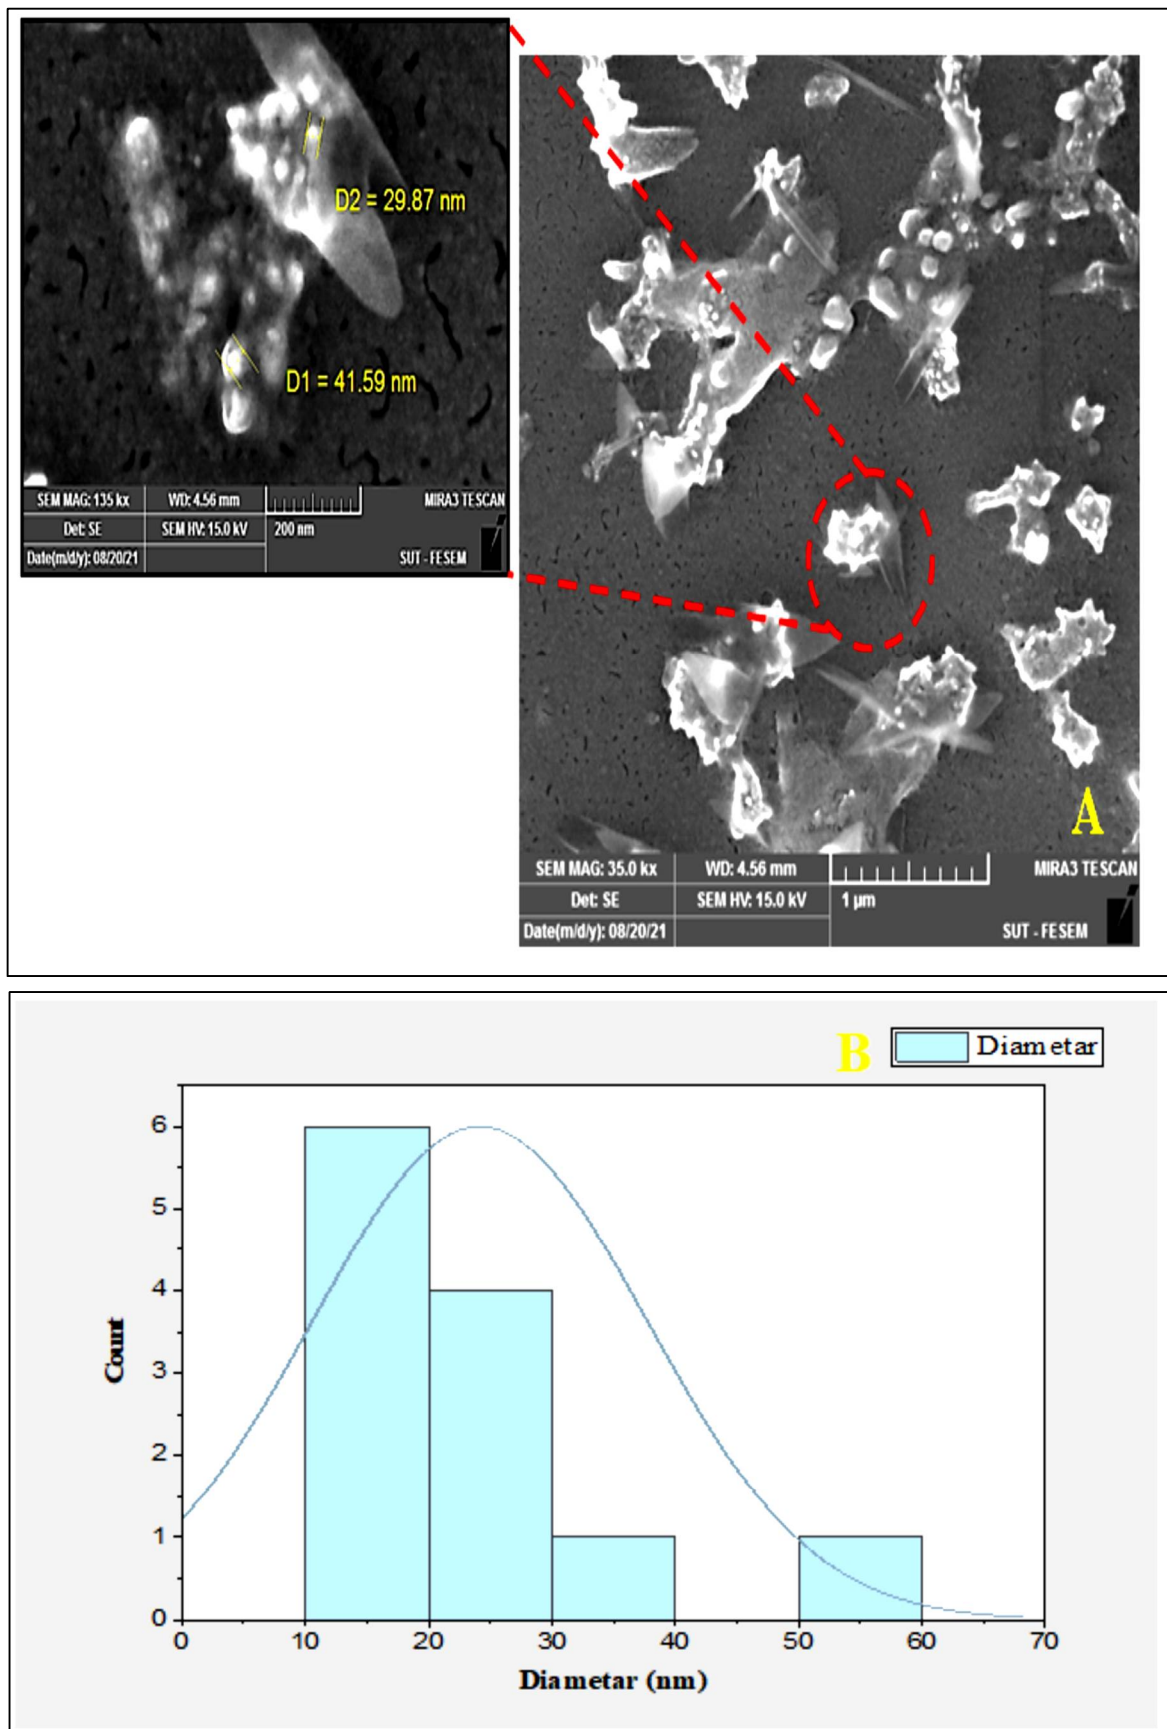 D2 = 29.87 nm
D1 = 41.59 nm
SEM MAG: 135 kx WD: 4.56 mm MIRA3 TESCAN
Det: SE SEM HV: 15.0 kV 200 nm
Date(m/d/y): 08/20/21 SUT - FESEM
A
SEM MAG: 35.0 kx WD: 4.56 mm MIRA3 TESCAN
Det: SE SEM HV: 15.0 kV 1 µm
Date(m/d/y): 08/20/21 SUT - FESEM
B Diametar
6
5
4
3
2
1
0
Count
0 10 20 30 40 50 60 70
Diametar (nm)